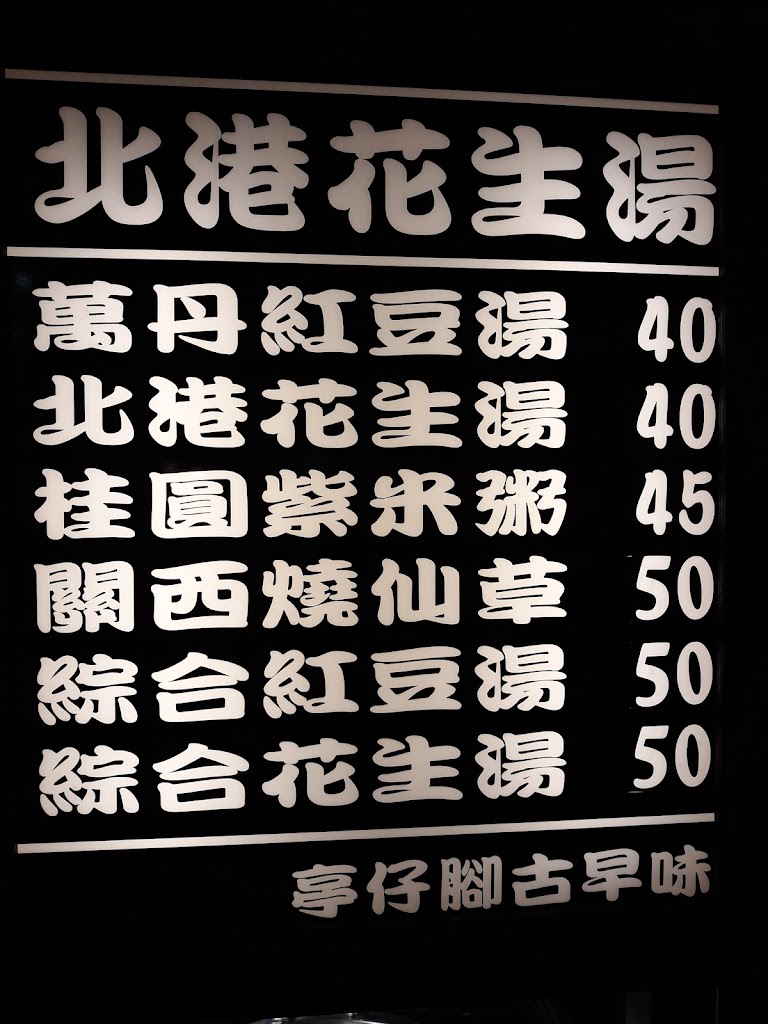 北港花生湯
萬丹紅豆湯 40
北港花生湯 40
桂圓紫米粥 45
關西燒仙草 50
綜合紅豆湯 50
綜合花生湯 50
亭仔腳古早味